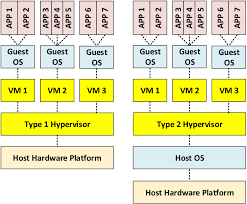 APP 1 APP 2 APP 3 APP 4 APP 5 APP 6 APP 7 APP 1 APP 2 APP 3 APP 4 APP 5 APP 6 APP 7
Guest OS Guest OS Guest OS Guest OS Guest OS Guest OS
VM 1 VM 2 VM 3 VM 1 VM 2 VM 3
Type 1 Hypervisor Type 2 Hypervisor
Host Hardware Platform Host OS
Host Hardware Platform